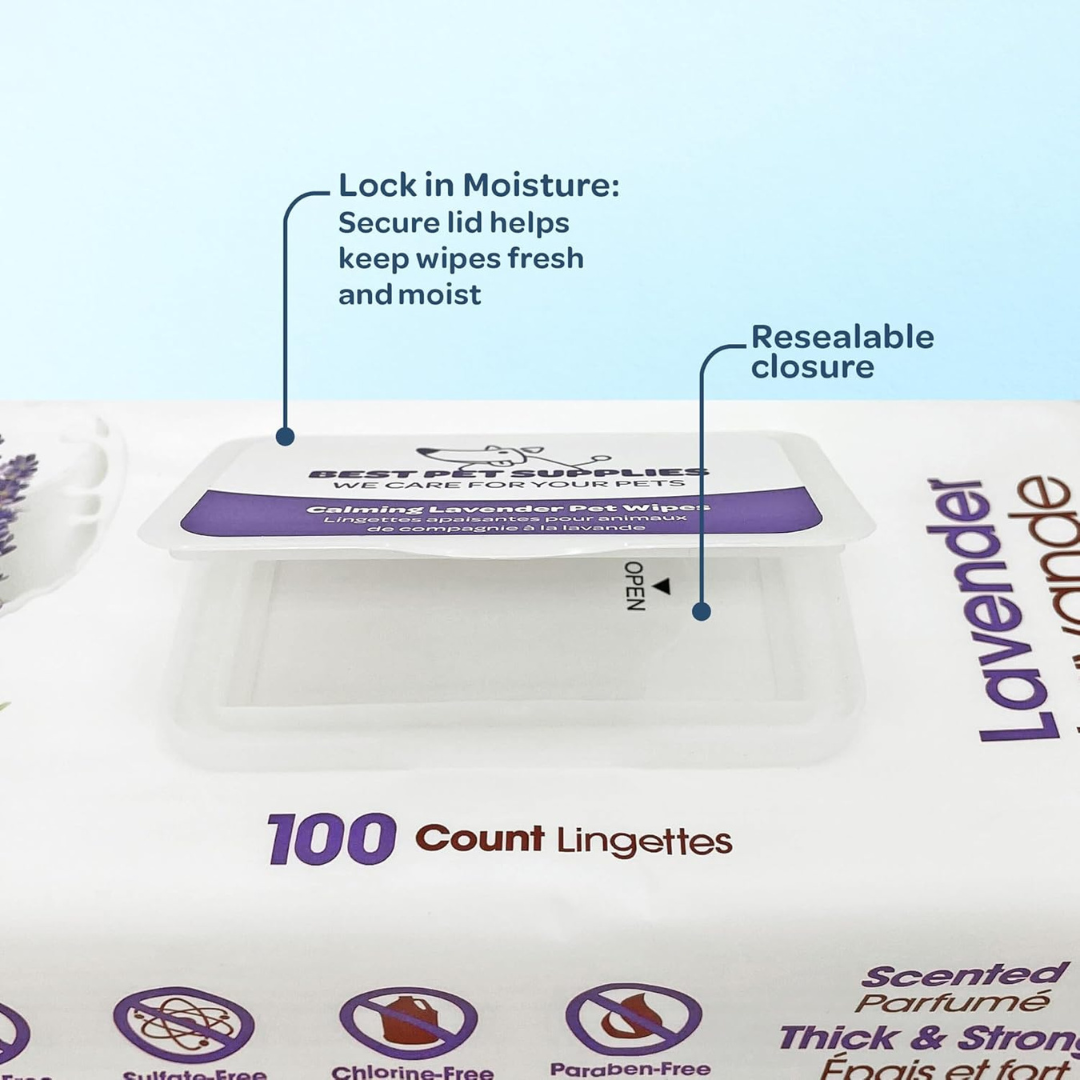 Lock in Moisture:
Secure lid helps
keep wipes fresh
and moist
Resealable
closure
BEST PET SUPPLIES
WE CARE FOR YOUR PETS
Calming Lavender Pet Wipes
Lingettes apaisantes pour animaux
de compagnie à la lavande
OPEN
Lavender
100 Count Lingettes
Scented
Parfumé
Thick & Strong
Épais et fort
Sulfate-Free
Chlorine-Free
Paraben-Free